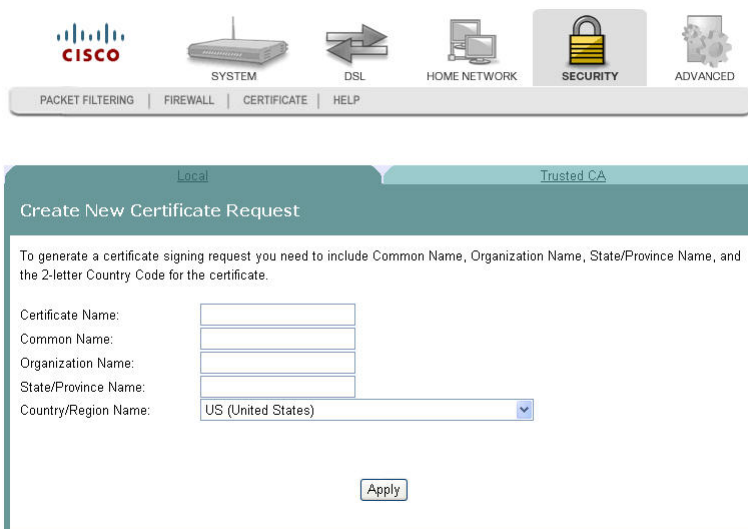 CISCO
SYSTEM
DSL
HOME NETWORK
SECURITY
ADVANCED
PACKET FILTERING | FIREWALL | CERTIFICATE | HELP
Local
Trusted CA
Create New Certificate Request
To generate a certificate signing request you need to include Common Name, Organization Name, State/Province Name, and
the 2-letter Country Code for the certificate.
Certificate Name:
Common Name:
Organization Name:
State/Province Name:
Country/Region Name: US (United States)
Apply